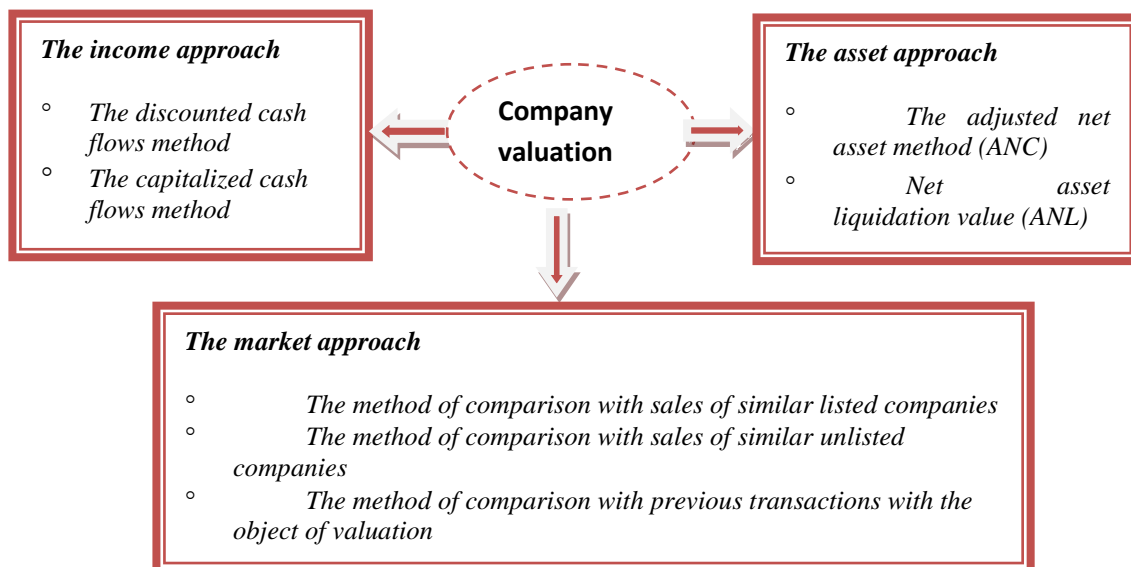 The income approach
° The discounted cash
flows method
° The capitalized cash
flows method
Company
valuation
The asset approach
° The adjusted net
asset method (ANC)
° Net asset
liquidation value (ANL)
The market approach
° The method of comparison with sales of similar listed companies
° The method of comparison with sales of similar unlisted
companies
° The method of comparison with previous transactions with the
object of valuation